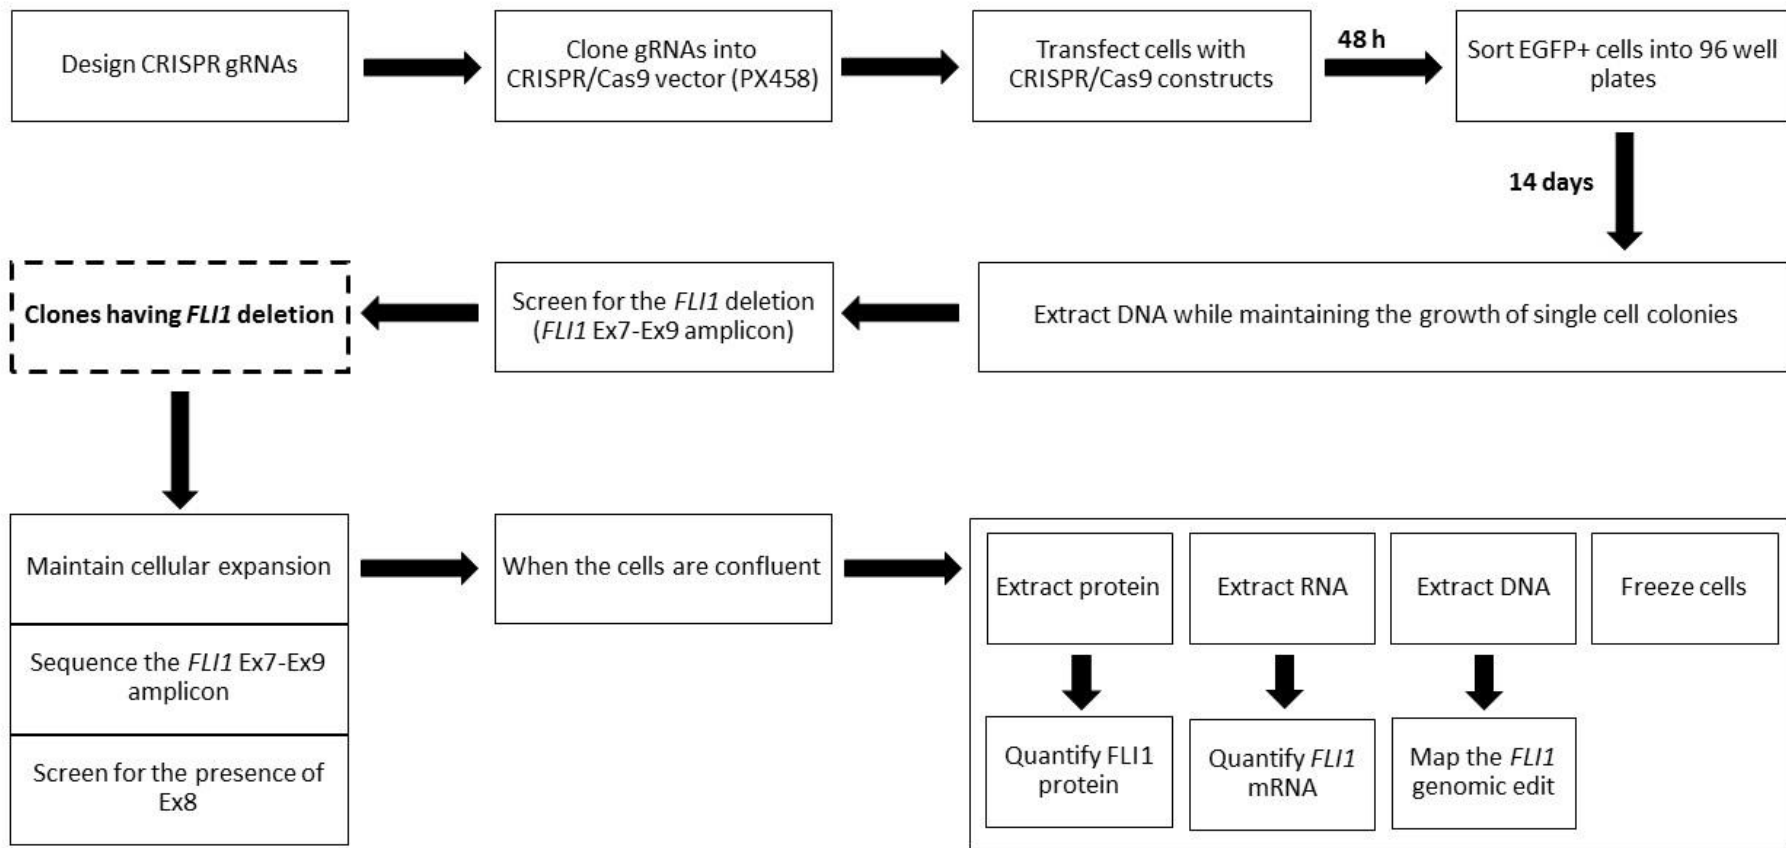 Design CRISPR gRNAs
Clone gRNAs into
CRISPR/Cas9 vector (PX458)
Transfect cells with
CRISPR/Cas9 constructs
48 h
Sort EGFP+ cells into 96 well
plates
14 days
Extract DNA while maintaining the growth of single cell colonies
Screen for the FLI1 deletion
(FLI1 Ex7-Ex9 amplicon)
Clones having FLI1 deletion
Maintain cellular expansion
Sequence the FLI1 Ex7-Ex9
amplicon
Screen for the presence of
Ex8
When the cells are confluent
Extract protein
Extract RNA
Extract DNA
Freeze cells
Quantify FLI1
protein
Quantify FLI1
mRNA
Map the FLI1
genomic edit